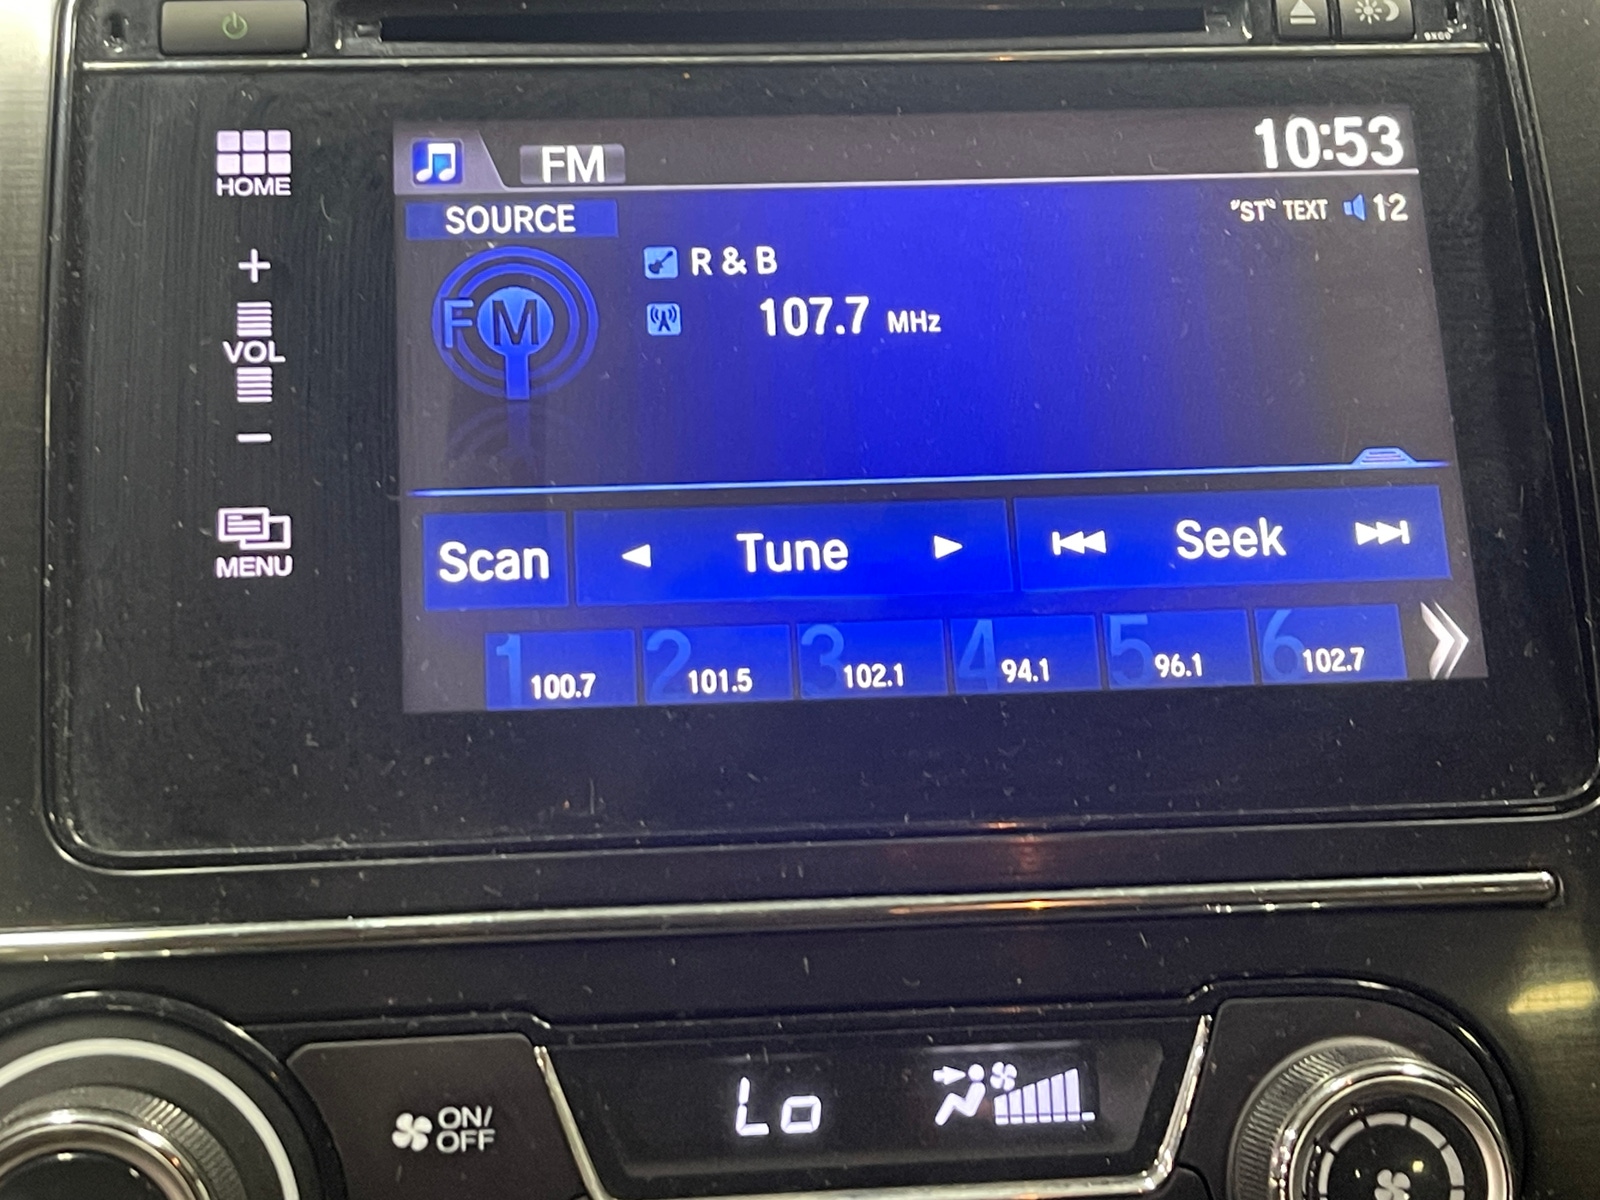 HOME
+
VOL
−
MENU
FM
10:53
SOURCE
"ST" TEXT 12
FM
R & B
107.7 MHz
Scan
Tune
Seek
1 100.7
2 101.5
3 102.1
4 94.1
5 96.1
6 102.7
ON/
OFF
Lo